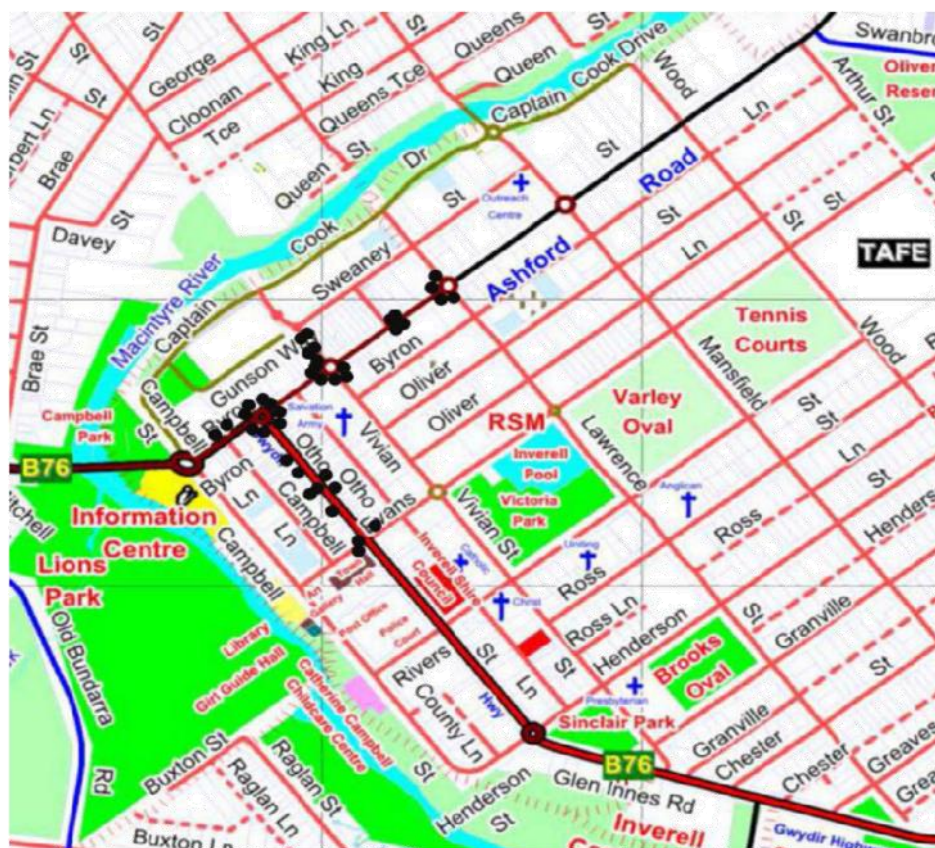 King Ln
Queens
St
Swanbro
George
King
Queen
Captain Cook Drive
Wood
Oliver
Reser
Cloonan
Tce
Queens Tce
Arthur St
Ln
Brae
Queen St
Dr
St
Road
Outreach
Centre
St
Davey
St
Cook
Sweaney
St
Ashford
Ln
St
TAFE
Macintyre River
Captain
Tennis
Courts
Brae St
Gunson W
Byron
Oliver
Mansfield
Wood
Campbell
Park
Campbell
St
Salvation
Army
Oliver
RSM
Varley
Oval
St
St
B76
Byron
Ln
Otho
Otho
Vivian
Evans
Lawrence
Inverell
Pool
Victoria
Park
Vivian St
Anglican
Ln
St
Ross
Henders
Mitchell
Information
Centre
Campbell
Ln
Campbell
Inverell Shire
Council
Catholic
Uniting
Ross
Lions
Park
Town
Hall
Art
Gallery
Post Office
Police
Court
Christ
Ross Ln
St
Granville
Old Bundarra
Rd
Library
Girl Guide Hall
Catherine Campbell
Childcare Centre
Rivers
County Ln
St
Ln
Hwy
St
Henderson
Presbyterian
Brooks
Oval
St
Sinclair Park
Granville
Chester
Chester
Greaves
Grea
B76
Buxton St
Raglan St
Raglan Ln
St
Henderson
St
Glen Innes Rd
Buxton Ln
Inverell
Gwydir High